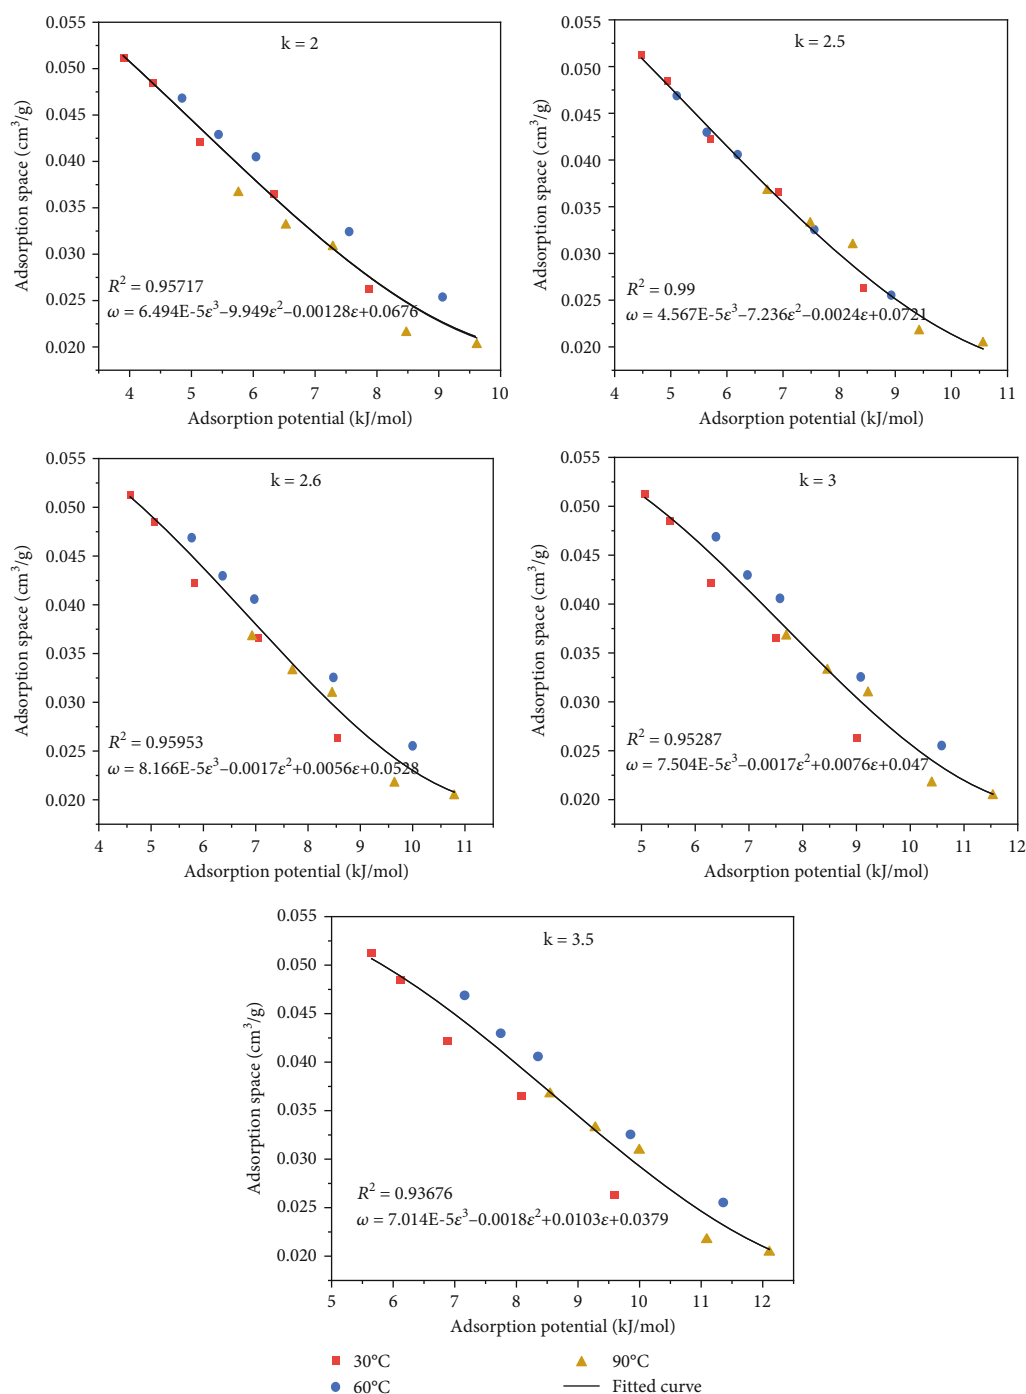 k = 2
0.055
0.050
0.045
0.040
0.035
0.030
0.025
0.020
Adsorption space (cm³/g)
R² = 0.95717
ω = 6.494E-5ε³–9.949ε²–0.00128ε+0.0676
4 5 6 7 8 9 10
Adsorption potential (kJ/mol)
k = 2.5
0.055
0.050
0.045
0.040
0.035
0.030
0.025
0.020
Adsorption space (cm³/g)
R² = 0.99
ω = 4.567E-5ε³–7.236ε²–0.0024ε+0.0721
4 5 6 7 8 9 10 11
Adsorption potential (kJ/mol)
k = 2.6
0.055
0.050
0.045
0.040
0.035
0.030
0.025
0.020
Adsorption space (cm³/g)
R² = 0.95953
ω = 8.166E-5ε³–0.0017ε²+0.0056ε+0.0528
4 5 6 7 8 9 10 11
Adsorption potential (kJ/mol)
k = 3
0.055
0.050
0.045
0.040
0.035
0.030
0.025
0.020
Adsorption space (cm³/g)
R² = 0.95287
ω = 7.504E-5ε³–0.0017ε²+0.0076ε+0.047
5 6 7 8 9 10 11 12
Adsorption potential (kJ/mol)
k = 3.5
0.055
0.050
0.045
0.040
0.035
0.030
0.025
0.020
Adsorption space (cm³/g)
R² = 0.93676
ω = 7.014E-5ε³–0.0018ε²+0.0103ε+0.0379
5 6 7 8 9 10 11 12
Adsorption potential (kJ/mol)
30°C
60°C
90°C
Fitted curve